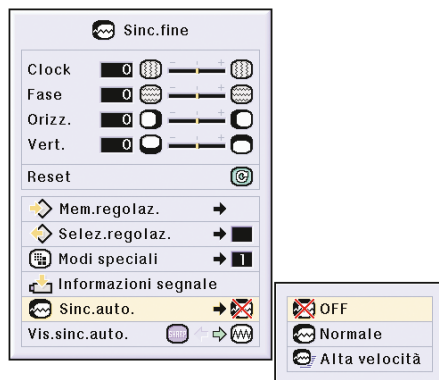 Sinc.fine
Clock 0 - +
Fase 0 - +
Orizz. 0 - +
Vert. 0 - +
Reset
Mem.regolaz.
Selez.regolaz.
Modi speciali 1
Informazioni segnale
Sinc.auto.
Vis.sinc.auto.
OFF
Normale
Alta velocità